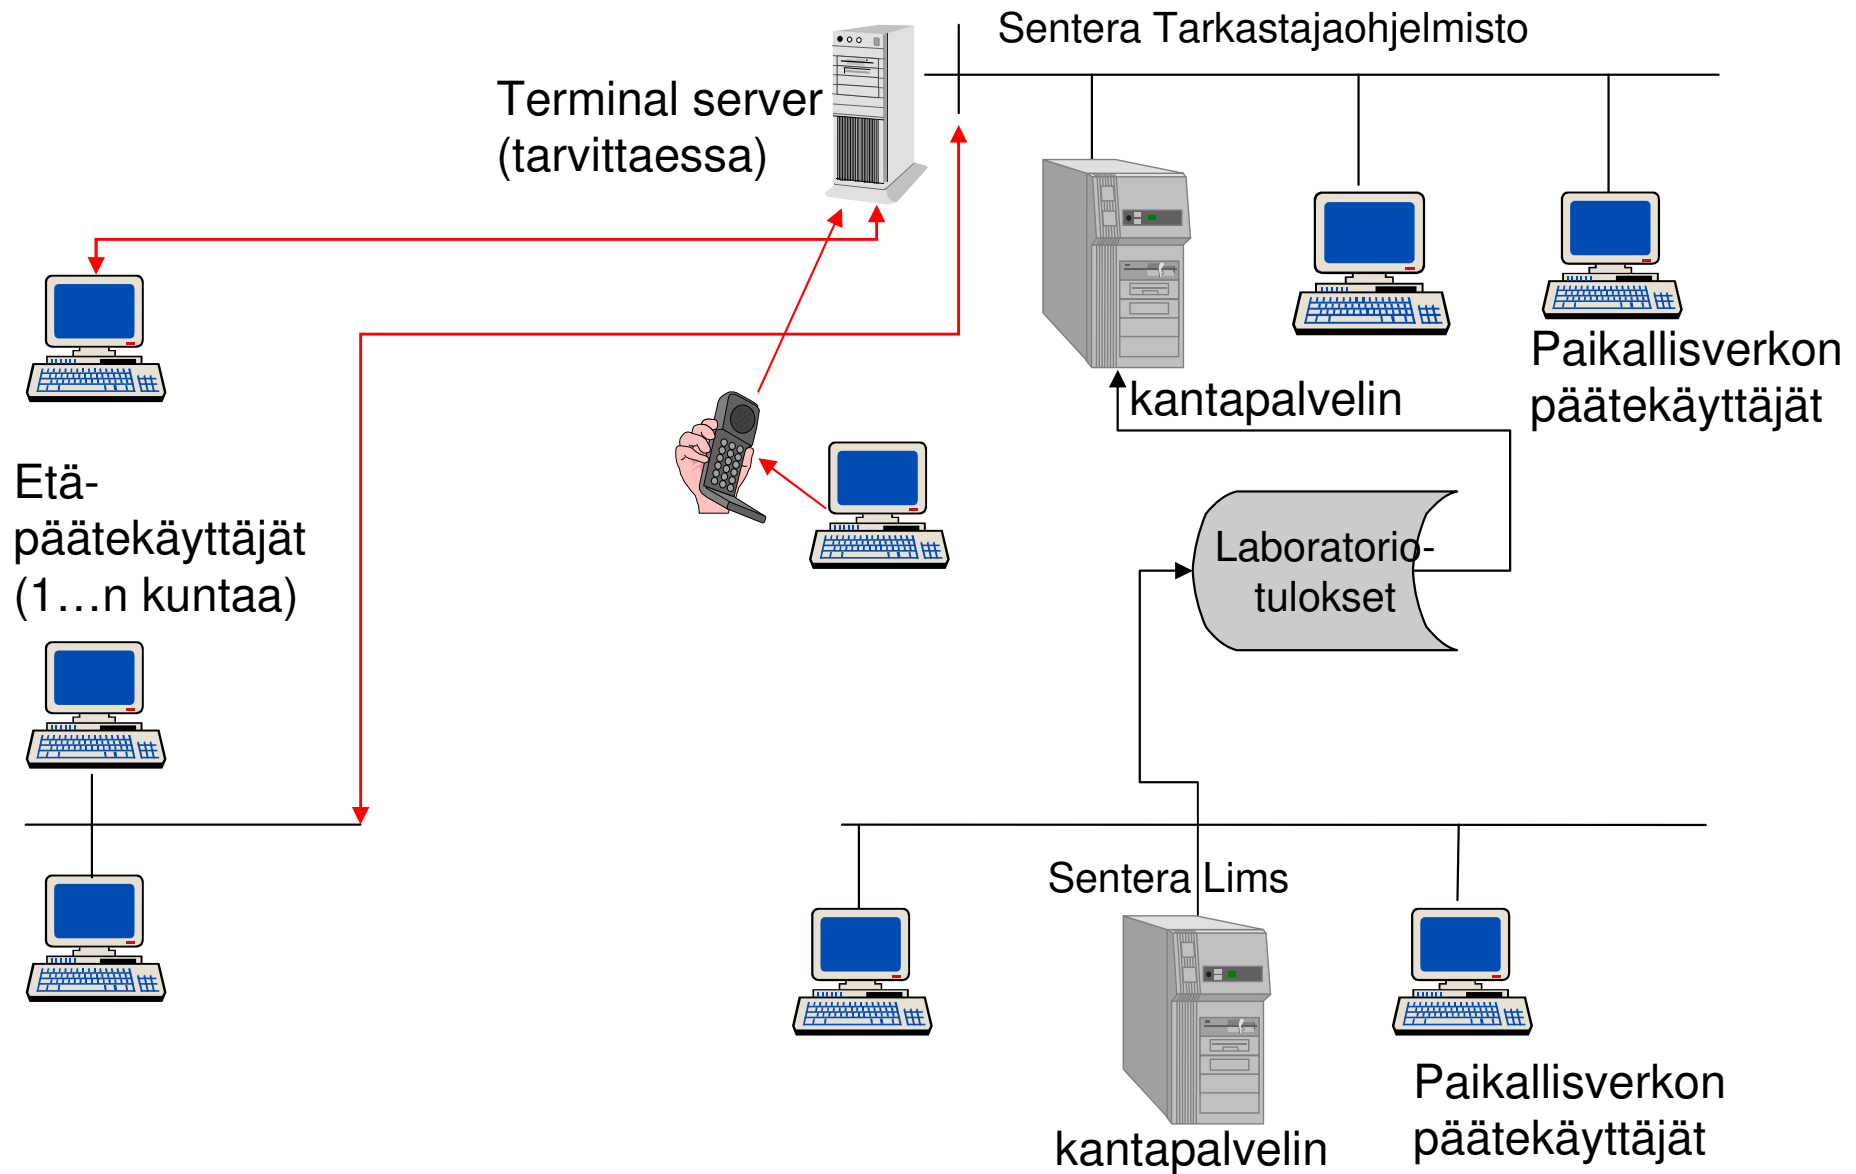 Sentera Tarkastajaohjelmisto
Terminal server
(tarvittaessa)
Paikallisverkon
päätekäyttäjät
kantapalvelin
Etä-
päätekäyttäjät
(1…n kuntaa)
Laboratorio-
tulokset
Sentera Lims
Paikallisverkon
päätekäyttäjät
kantapalvelin